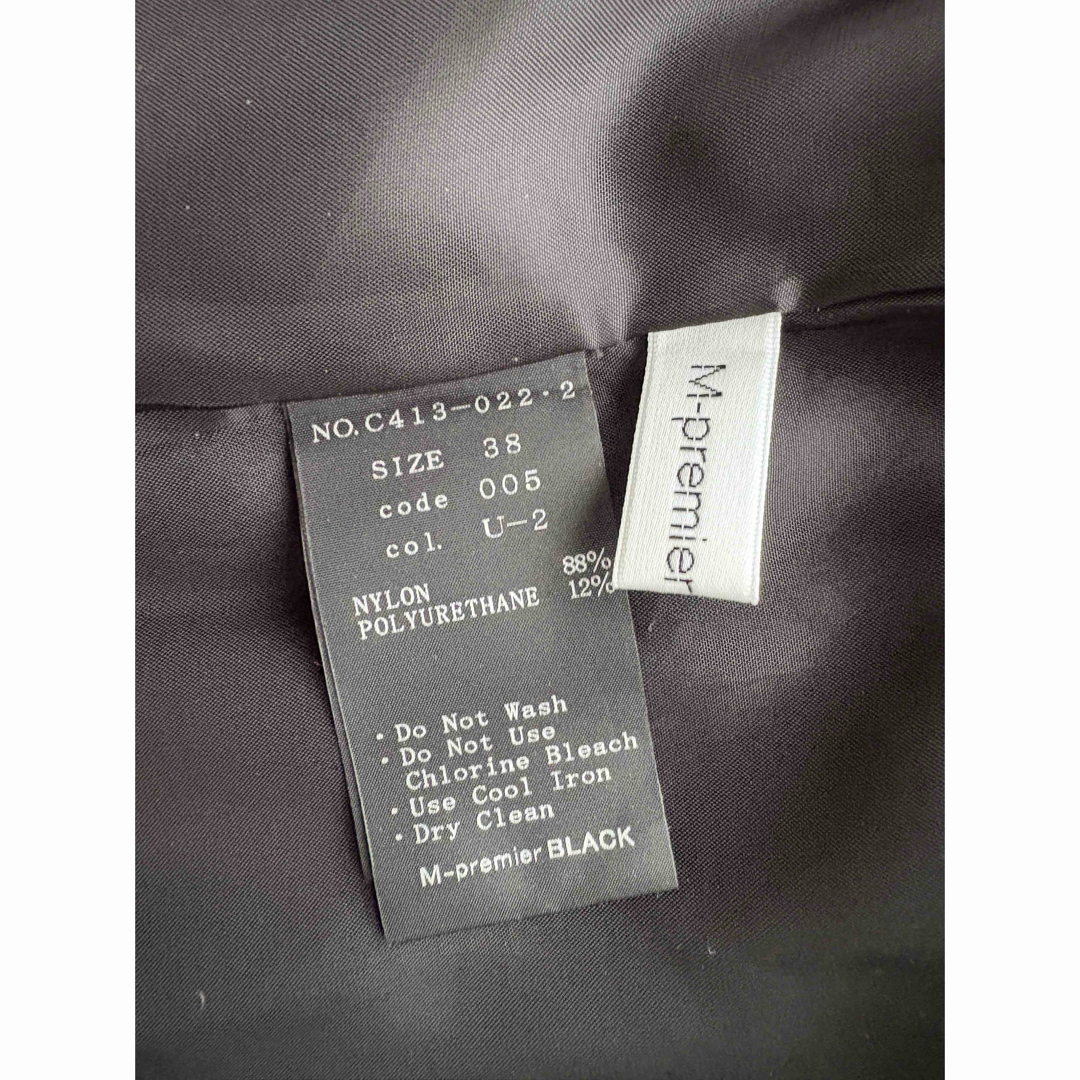 NO.C413-022・2
SIZE 38
code 005
col. U-2
NYLON 88%
POLYURETHANE 12%
・Do Not Wash
・Do Not Use
Chlorine Bleach
・Use Cool Iron
・Dry Clean
M-premier BLACK
M-premier